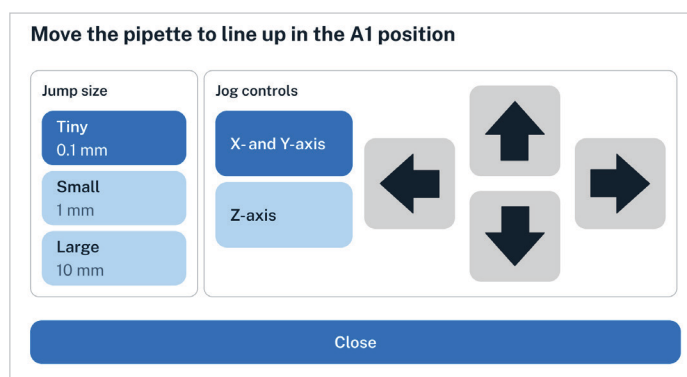 Move the pipette to line up in the A1 position
Jump size
Tiny
0.1 mm
Small
1 mm
Large
10 mm
Jog controls
X- and Y-axis
Z-axis
Close